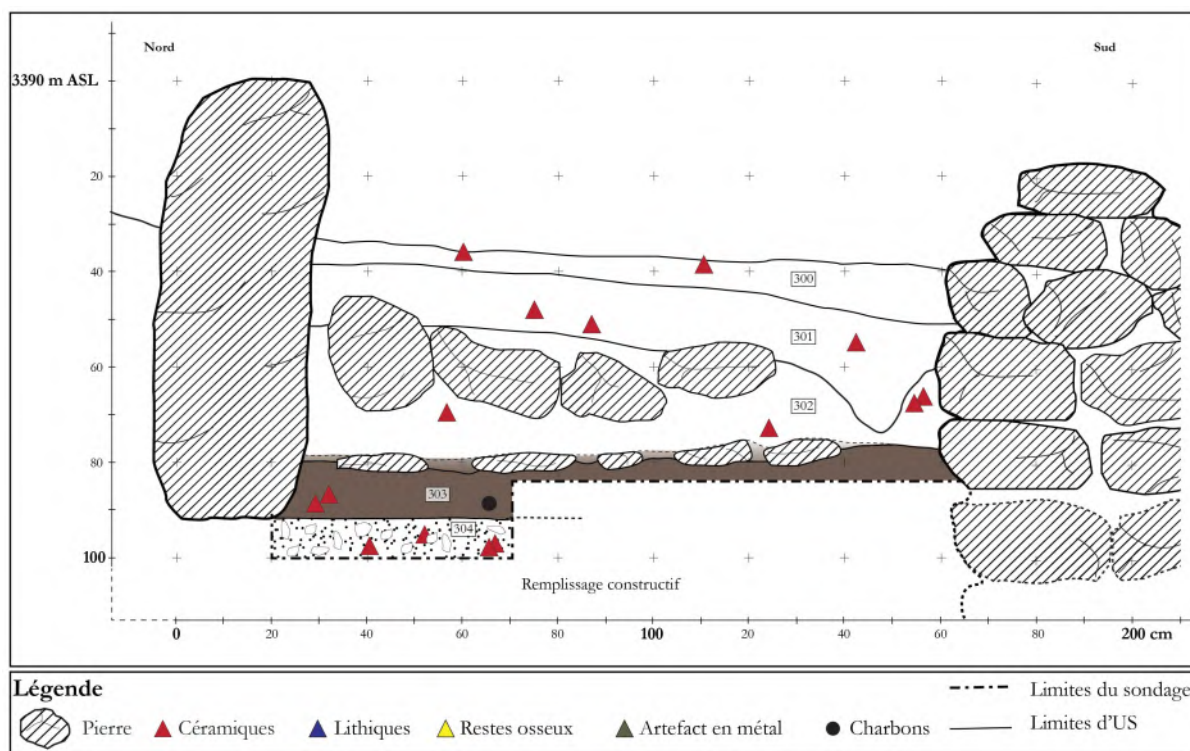 Nord
Sud
3390 m ASL
20
300
40
301
60
302
80
303
304
100
Remplissage constructif
0
20
40
60
80
100
20
40
60
80
200 cm
Légende
Pierre
Céramiques
Lithiques
Restes osseux
Artefact en métal
Charbons
Limites du sondage
Limites d'US